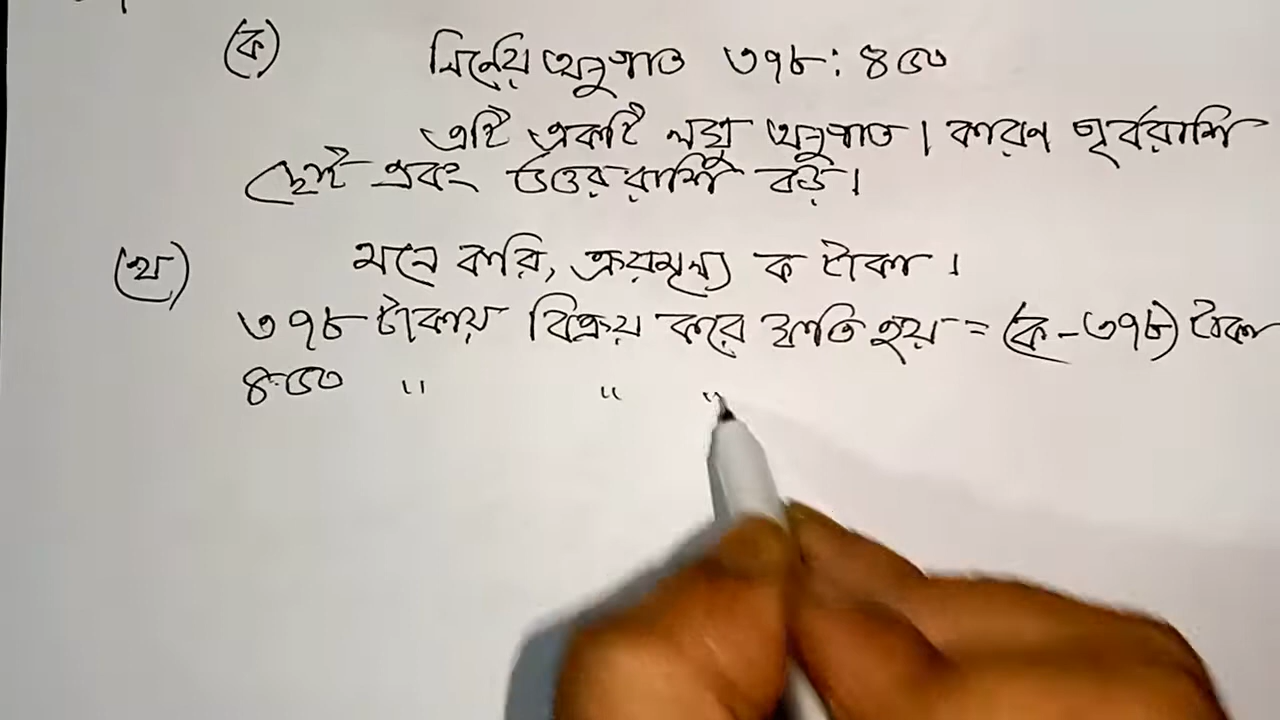 (ক) নির্ণেয় অনুপাত ৩৭৮ : ৪৫০
এটি একটি লঘু অনুপাত। কারণ পূর্বরাশি
ছোট এবং উত্তর রাশি বড়।
(খ) মনে করি, ক্রয়মূল্য ক টাকা।
৩৭৮ টাকায় বিক্রয় করে ক্ষতি হয় = (ক - ৩৭৮) টাকা
৪৫০ " " "